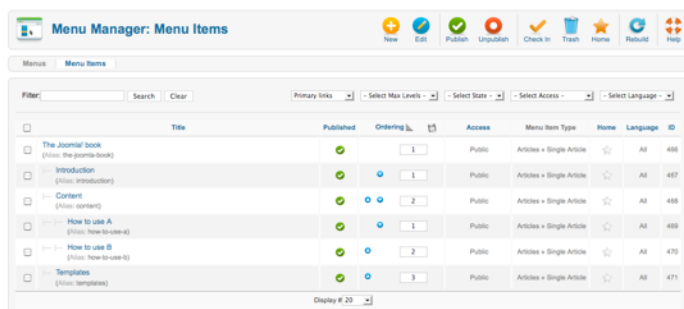 Menu Manager: Menu Items
New Edit Publish Unpublish Check In Trash Home Rebuild Help
Menus Menu Items
Filter: Search Clear Primary links - Select Max Levels - - Select State - - Select Access - - Select Language -
Title Published Ordering Access Menu Item Type Home Language ID
The Joomla! book 1 Public Articles » Single Article All 466
(Alias: the-joomla-book)
Introduction 1 Public Articles » Single Article All 467
(Alias: introduction)
Content 2 Public Articles » Single Article All 468
(Alias: content)
How to use A 1 Public Articles » Single Article All 469
(Alias: how-to-use-a)
How to use B 2 Public Articles » Single Article All 470
(Alias: how-to-use-b)
Templates 3 Public Articles » Single Article All 471
(Alias: templates)
Display # 20